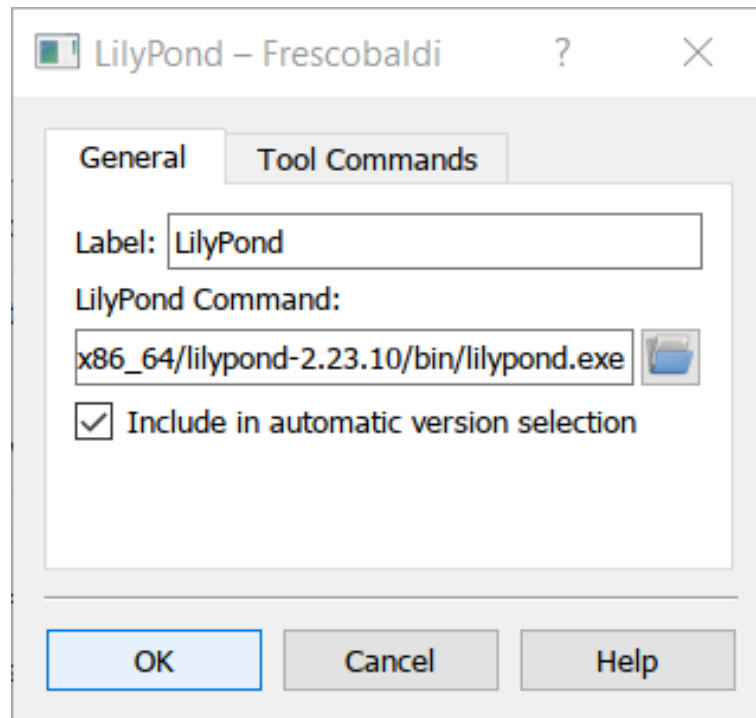 LilyPond – Frescobaldi ?
General Tool Commands
Label: LilyPond
LilyPond Command:
x86_64/lilypond-2.23.10/bin/lilypond.exe
Include in automatic version selection
OK Cancel Help